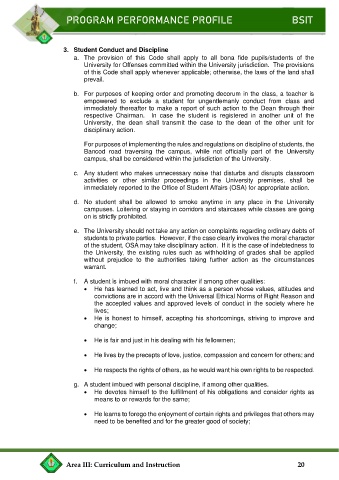 PROGRAM PERFORMANCE PROFILE BSIT
3. Student Conduct and Discipline
a. The provision of this Code shall apply to all bona fide pupils/students of the
University for Offenses committed within the University jurisdiction. The provisions
of this Code shall apply whenever applicable; otherwise, the laws of the land shall
prevail.
b. For purposes of keeping order and promoting decorum in the class, a teacher is
empowered to exclude a student for ungentlemanly conduct from class and
immediately thereafter to make a report of such action to the Dean through their
respective Chairman. In case the student is registered in another unit of the
University, the dean shall transmit the case to the dean of the other unit for
disciplinary action.
For purposes of implementing the rules and regulations on discipline of students, the
Bancod road traversing the campus, while not officially part of the University
campus, shall be considered within the jurisdiction of the University.
c. Any student who makes unnecessary noise that disturbs and disrupts classroom
activities or other similar proceedings in the University premises, shall be
immediately reported to the Office of Student Affairs (OSA) for appropriate action.
d. No student shall be allowed to smoke anytime in any place in the University
campuses. Loitering or staying in corridors and staircases while classes are going
on is strictly prohibited.
e. The University should not take any action on complaints regarding ordinary debts of
students to private parties. However, if the case clearly involves the moral character
of the student, OSA may take disciplinary action. If it is the case of indebtedness to
the University, the existing rules such as withholding of grades shall be applied
without prejudice to the authorities taking further action as the circumstances
warrant.
f. A student is imbued with moral character if among other qualities:
• He has learned to act, live and think as a person whose values, attitudes and
convictions are in accord with the Universal Ethical Norms of Right Reason and
the accepted values and approved levels of conduct in the society where he
lives;
• He is honest to himself, accepting his shortcomings, striving to improve and
change;
• He is fair and just in his dealing with his fellowmen;
• He lives by the precepts of love, justice, compassion and concern for others; and
• He respects the rights of others, as he would want his own rights to be respected.
g. A student imbued with personal discipline, if among other qualities.
• He devotes himself to the fulfillment of his obligations and consider rights as
means to or rewards for the same;
• He learns to forego the enjoyment of certain rights and privileges that others may
need to be benefited and for the greater good of society;
Area III: Curriculum and Instruction 20